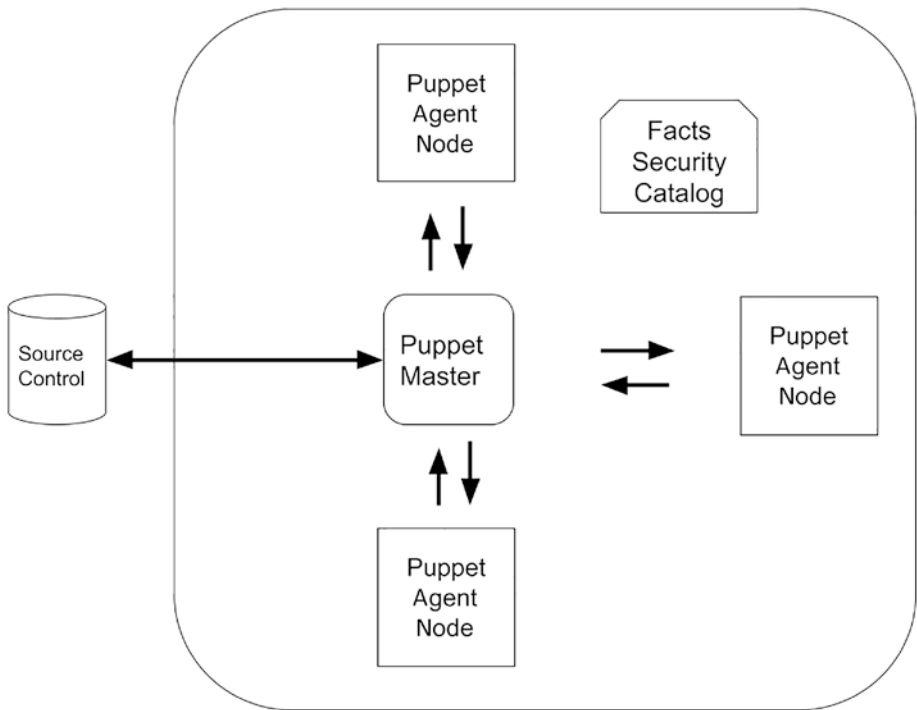 Puppet
Agent
Node
Facts
Security
Catalog
Source
Control
Puppet
Master
Puppet
Agent
Node
Puppet
Agent
Node